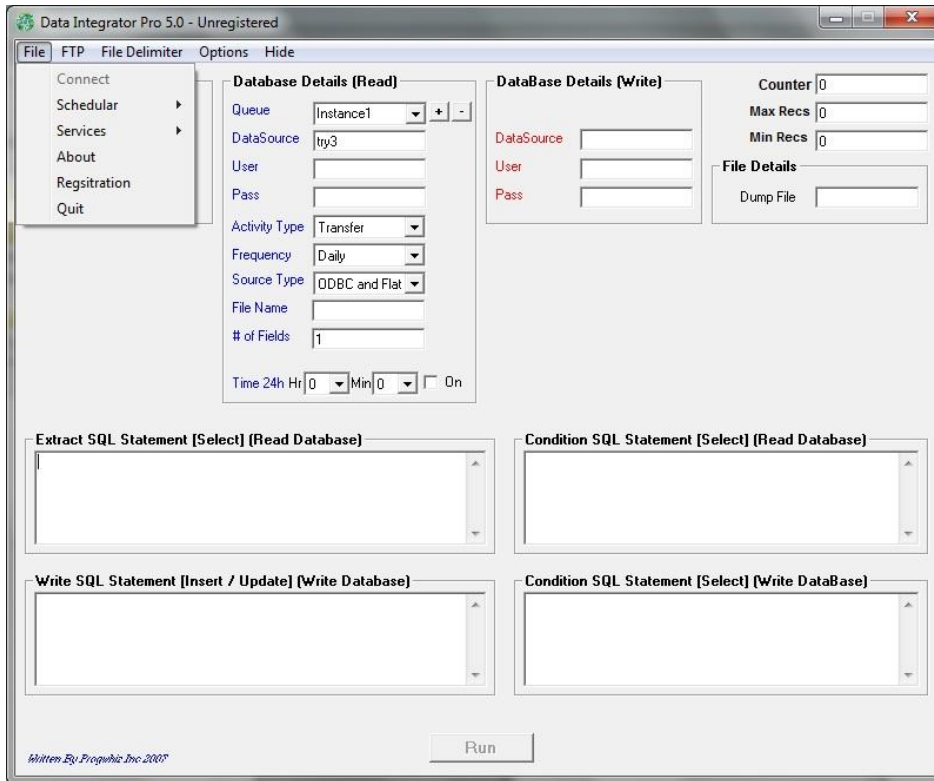 Data Integrator Pro 5.0 - Unregistered
File FTP File Delimiter Options Hide
Connect
Schedular
Services
About
Regsitration
Quit
Database Details (Read)
Queue Instance1 + -
DataSource try3
User
Pass
Activity Type Transfer
Frequency Daily
Source Type ODBC and Flat
File Name
# of Fields 1
Time 24h Hr 0 Min 0 On
DataBase Details (Write)
DataSource
User
Pass
Counter 0
Max Recs 0
Min Recs 0
File Details
Dump File
Extract SQL Statement [Select] (Read Database)
Condition SQL Statement [Select] (Read Database)
Write SQL Statement [Insert / Update] (Write Database)
Condition SQL Statement [Select] (Write DataBase)
Run
Written By Progwhiz Inc 2007